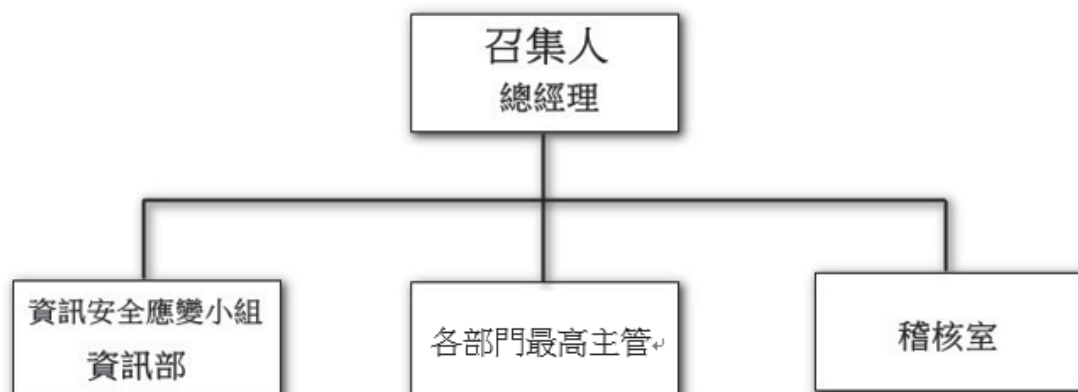 召集人
總經理
資訊安全應變小組
資訊部
各部門最高主管
稽核室